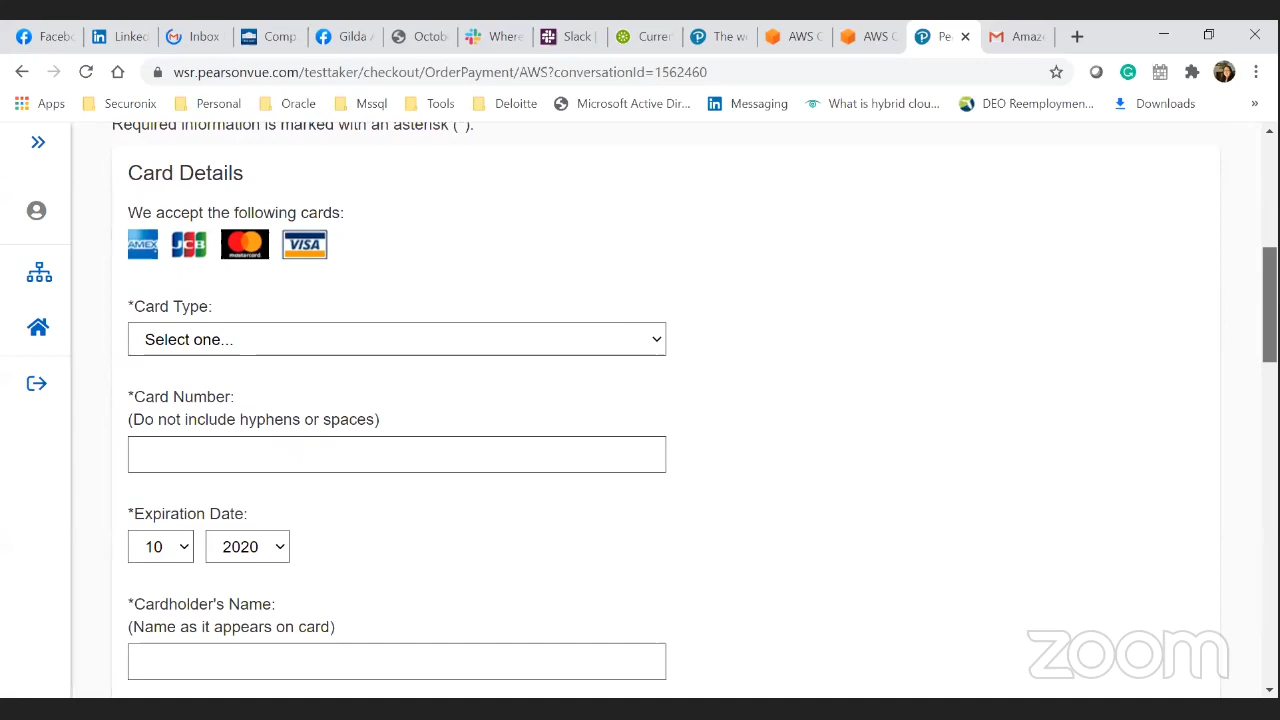 Faceb
Linked
Inbox
Comp
Gilda
Octob
Where
Slack
Currer
The w
AWS C
AWS C
Pe
Amaz
wsr.pearsonvue.com/testtaker/checkout/OrderPayment/AWS?conversationId=1562460
Apps
Securonix
Personal
Oracle
Mssql
Tools
Deloitte
Microsoft Active Dir...
Messaging
What is hybrid clou...
DEO Reemploymen...
Downloads
Required information is marked with an asterisk (*).
Card Details
We accept the following cards:
AMEX
JCB
mastercard
VISA
*Card Type:
Select one...
*Card Number:
(Do not include hyphens or spaces)
*Expiration Date:
10
2020
*Cardholder's Name:
(Name as it appears on card)
zoom